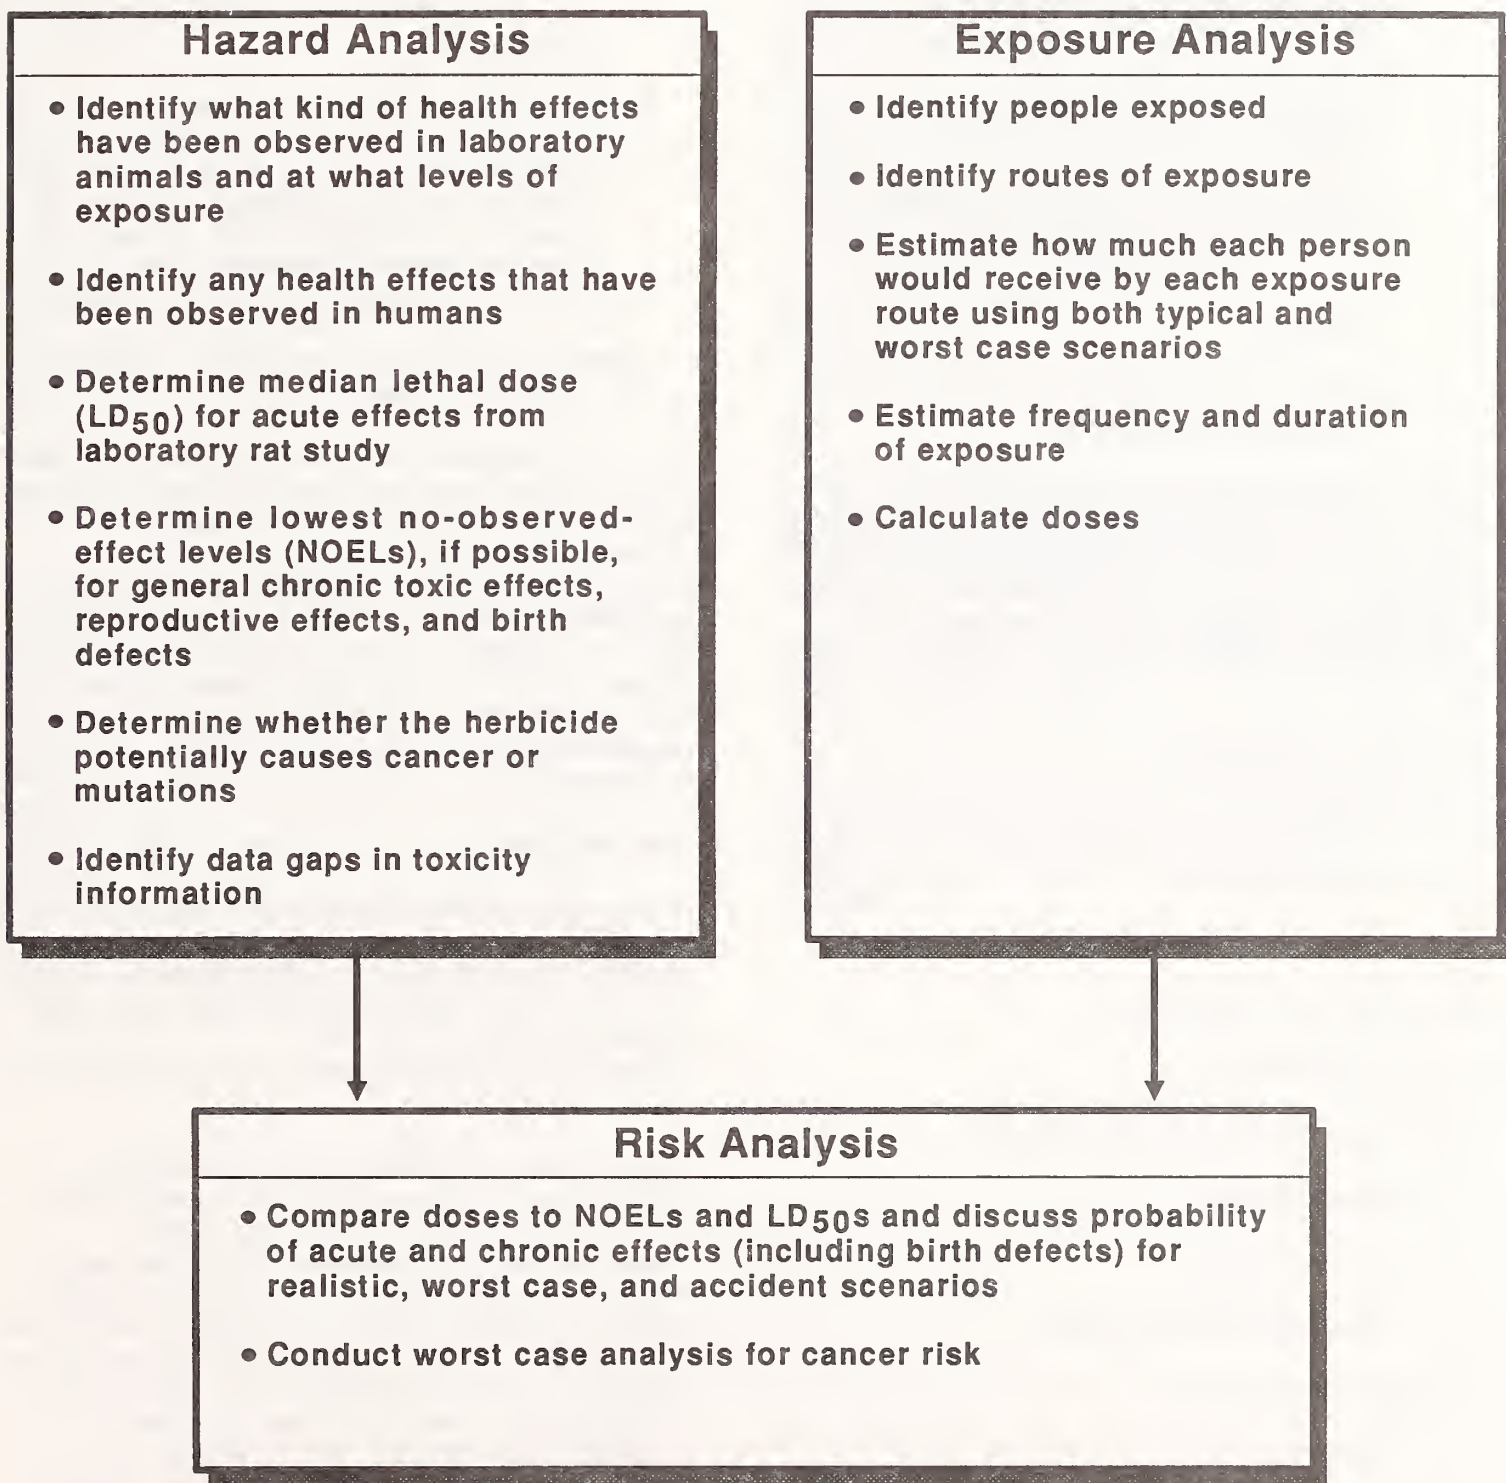 Hazard Analysis
• Identify what kind of health effects
have been observed in laboratory
animals and at what levels of
exposure
• Identify any health effects that have
been observed in humans
• Determine median lethal dose
(LD50) for acute effects from
laboratory rat study
• Determine lowest no-observed-
effect levels (NOELs), if possible,
for general chronic toxic effects,
reproductive effects, and birth
defects
• Determine whether the herbicide
potentially causes cancer or
mutations
• Identify data gaps in toxicity
information
Exposure Analysis
• Identify people exposed
• Identify routes of exposure
• Estimate how much each person
would receive by each exposure
route using both typical and
worst case scenarios
• Estimate frequency and duration
of exposure
• Calculate doses
Risk Analysis
• Compare doses to NOELs and LD50s and discuss probability
of acute and chronic effects (including birth defects) for
realistic, worst case, and accident scenarios
• Conduct worst case analysis for cancer risk